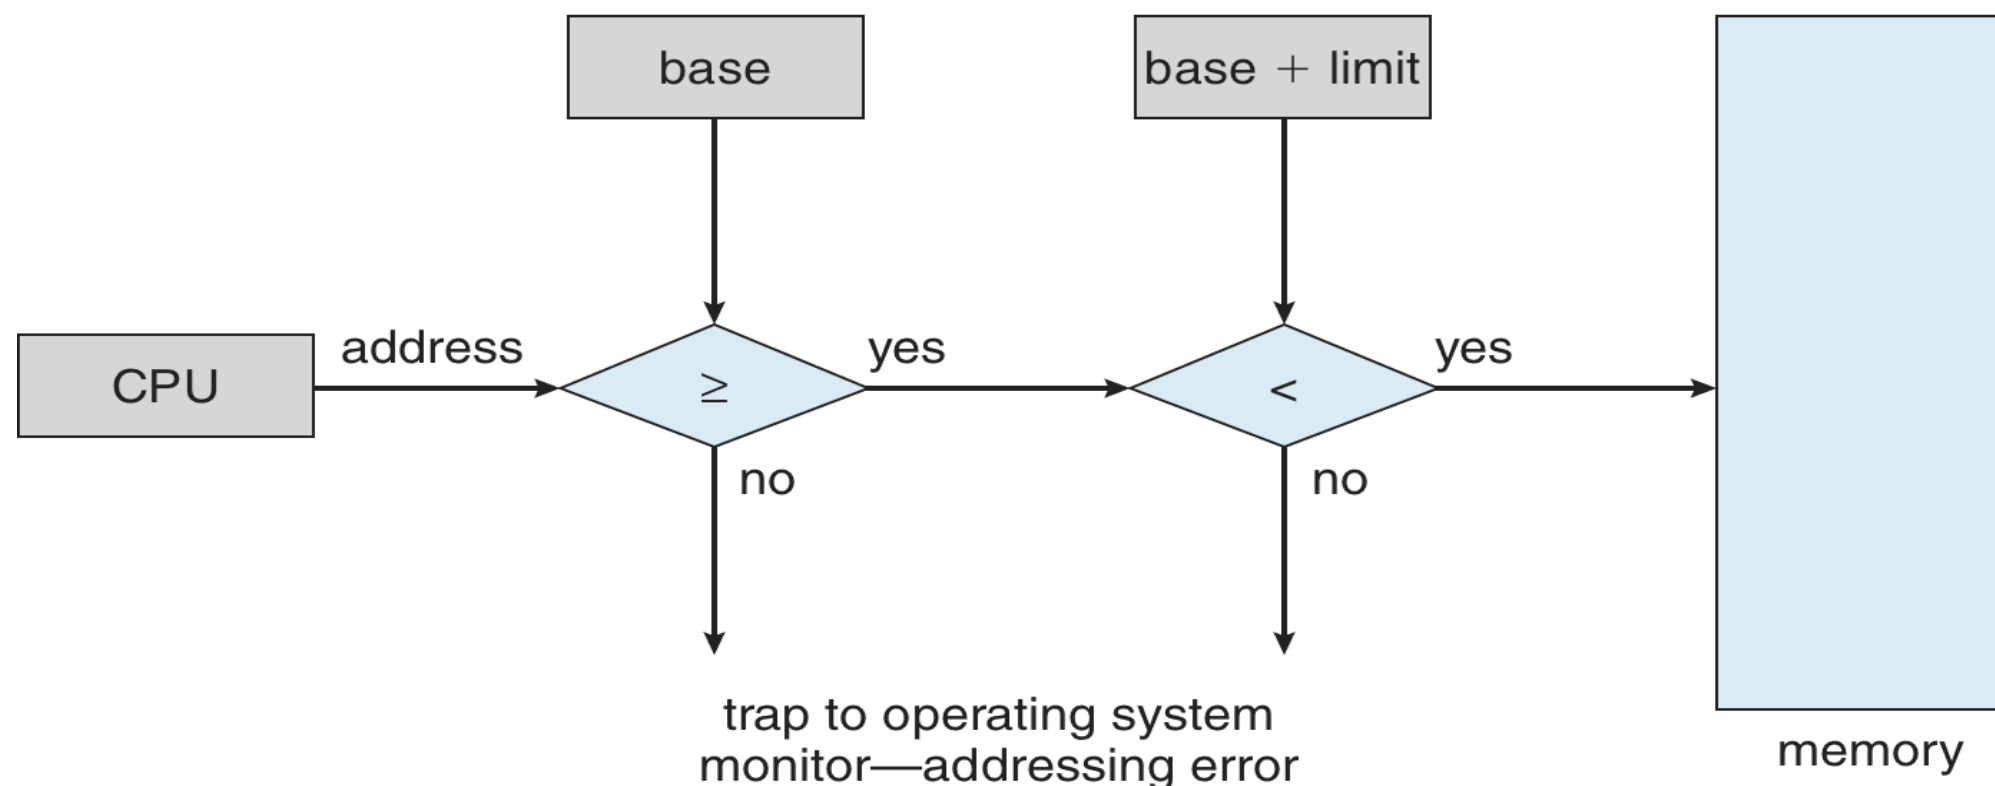 base
base + limit
CPU
address
≥
yes
<
yes
no
no
trap to operating system
monitor—addressing error
memory